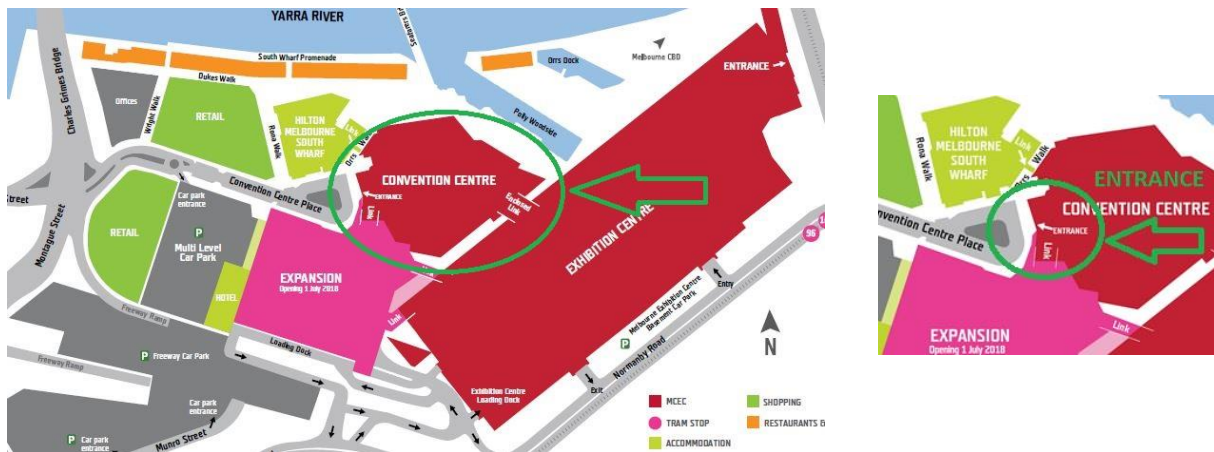 YARRA RIVER
Seafarers Br
Charles Grimes Bridge
South Wharf Promenade
Orrs Dock
Melbourne CBD
ENTRANCE
Dukes Walk
Offices
Wright Walk
RETAIL
Rona Walk
HILTON
MELBOURNE
SOUTH
WHARF
Link
Orrs Walk
Polly Woodside
CONVENTION CENTRE
ENTRANCE
Enclosed
Link
Convention Centre Place
Car park
entrance
Link
Street
Montague Street
RETAIL
P
Multi Level
Car Park
HOTEL
EXPANSION
Opening 1 July 2018
EXHIBITION CENTRE
96
Link
Link
Entry
Melbourne Exhibition Centre
Basement Car Park
P
Normanby Road
Exit
N
Freeway Ramp
Loading Dock
P Freeway Car Park
Freeway Ramp
Exhibition Centre
Loading Dock
Car park
entrance
Munro Street
P Car park
entrance
MCEC
SHOPPING
TRAM STOP
RESTAURANTS &
ACCOMMODATION
Rona Walk
HILTON
MELBOURNE
SOUTH
WHARF
Link
Orrs Walk
ENTRANCE
CONVENTION CENTRE
ENTRANCE
nvention Centre Place
Link
Link
EXPANSION
Opening 1 July 2018